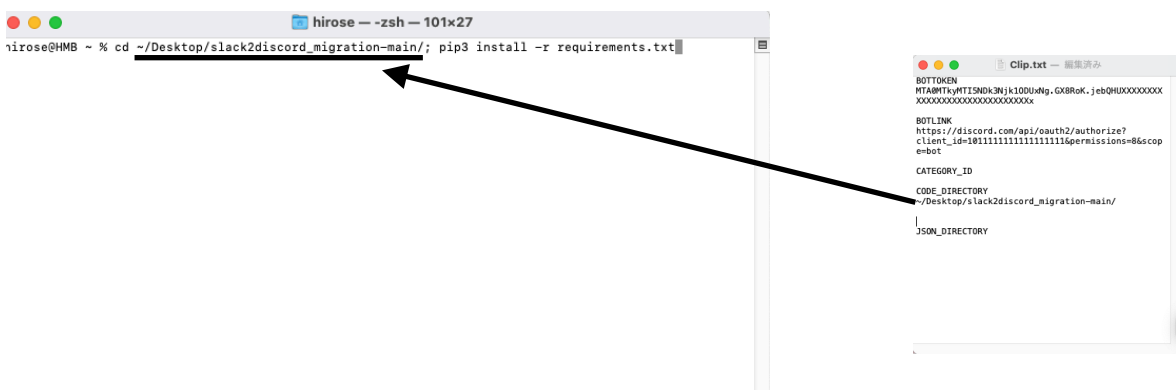 hirose — -zsh — 101×27
hirose@HMB ~ % cd ~/Desktop/slack2discord_migration-main/; pip3 install -r requirements.txt
Clip.txt — 編集済み
BOTTOKEN
MTA0MTkyMTI5NDk3Njk1ODUxNg.GX8RoK.jebQHUXXXXXXXX
XXXXXXXXXXXXXXXXXXXXXXx
BOTLINK
https://discord.com/api/oauth2/authorize?
client_id=1011111111111111111&permissions=8&scop
e=bot
CATEGORY_ID
CODE_DIRECTORY
~/Desktop/slack2discord_migration-main/
JSON_DIRECTORY